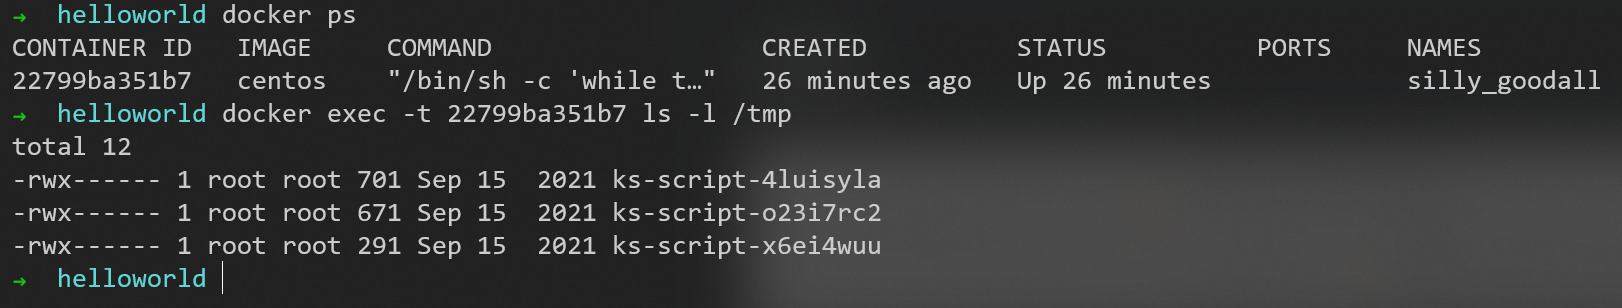 → helloworld docker ps
CONTAINER ID IMAGE COMMAND CREATED STATUS PORTS NAMES
22799ba351b7 centos "/bin/sh -c 'while t…" 26 minutes ago Up 26 minutes silly_goodall
→ helloworld docker exec -t 22799ba351b7 ls -l /tmp
total 12
-rwx------ 1 root root 701 Sep 15 2021 ks-script-4luisyla
-rwx------ 1 root root 671 Sep 15 2021 ks-script-o23i7rc2
-rwx------ 1 root root 291 Sep 15 2021 ks-script-x6ei4wuu
→ helloworld